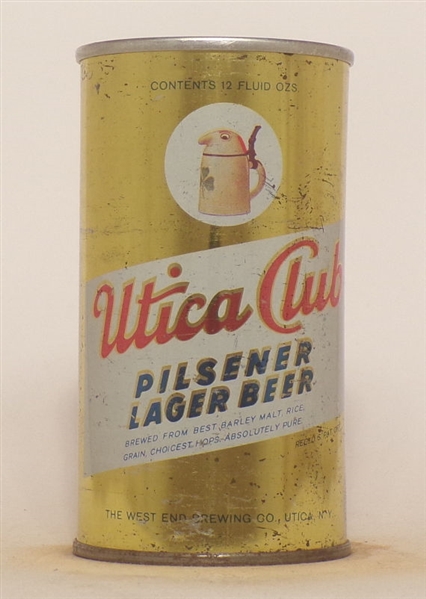 CONTENTS 12 FLUID OZS
Utica Club
PILSENER
LAGER BEER
BREWED FROM BEST BARLEY MALT, RICE,
GRAIN, CHOICEST HOPS-ABSOLUTELY PURE
THE WEST END BREWING CO., UTICA, N.Y.